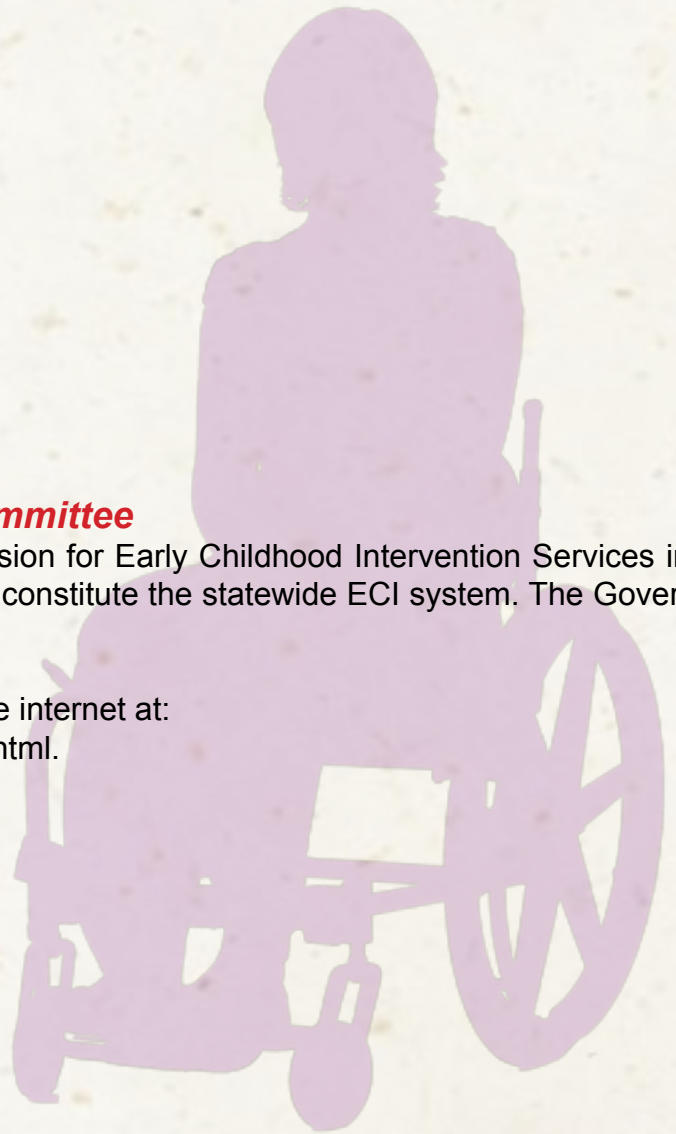 mmittee
sion for Early Childhood Intervention Services in
constitute the statewide ECI system. The Gover
e internet at:
html.